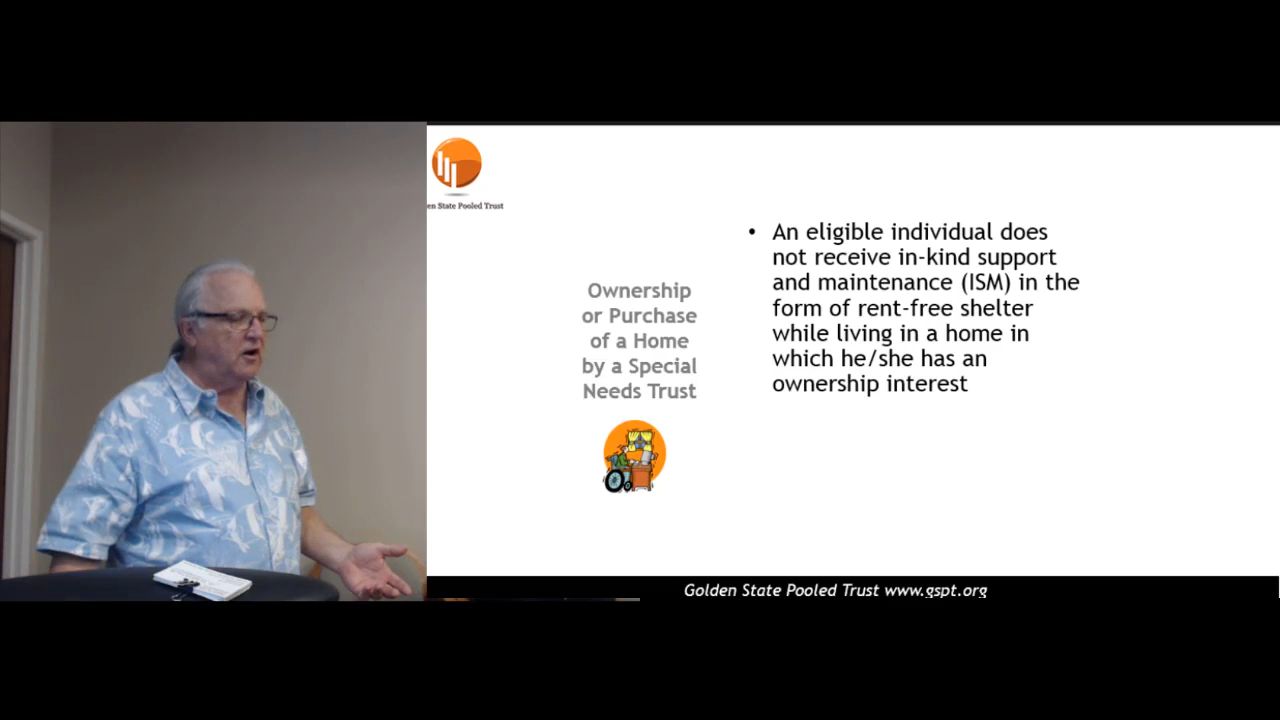 en State Pooled Trust
Ownership
or Purchase
of a Home
by a Special
Needs Trust
• An eligible individual does
not receive in-kind support
and maintenance (ISM) in the
form of rent-free shelter
while living in a home in
which he/she has an
ownership interest
Golden State Pooled Trust www.gspt.org